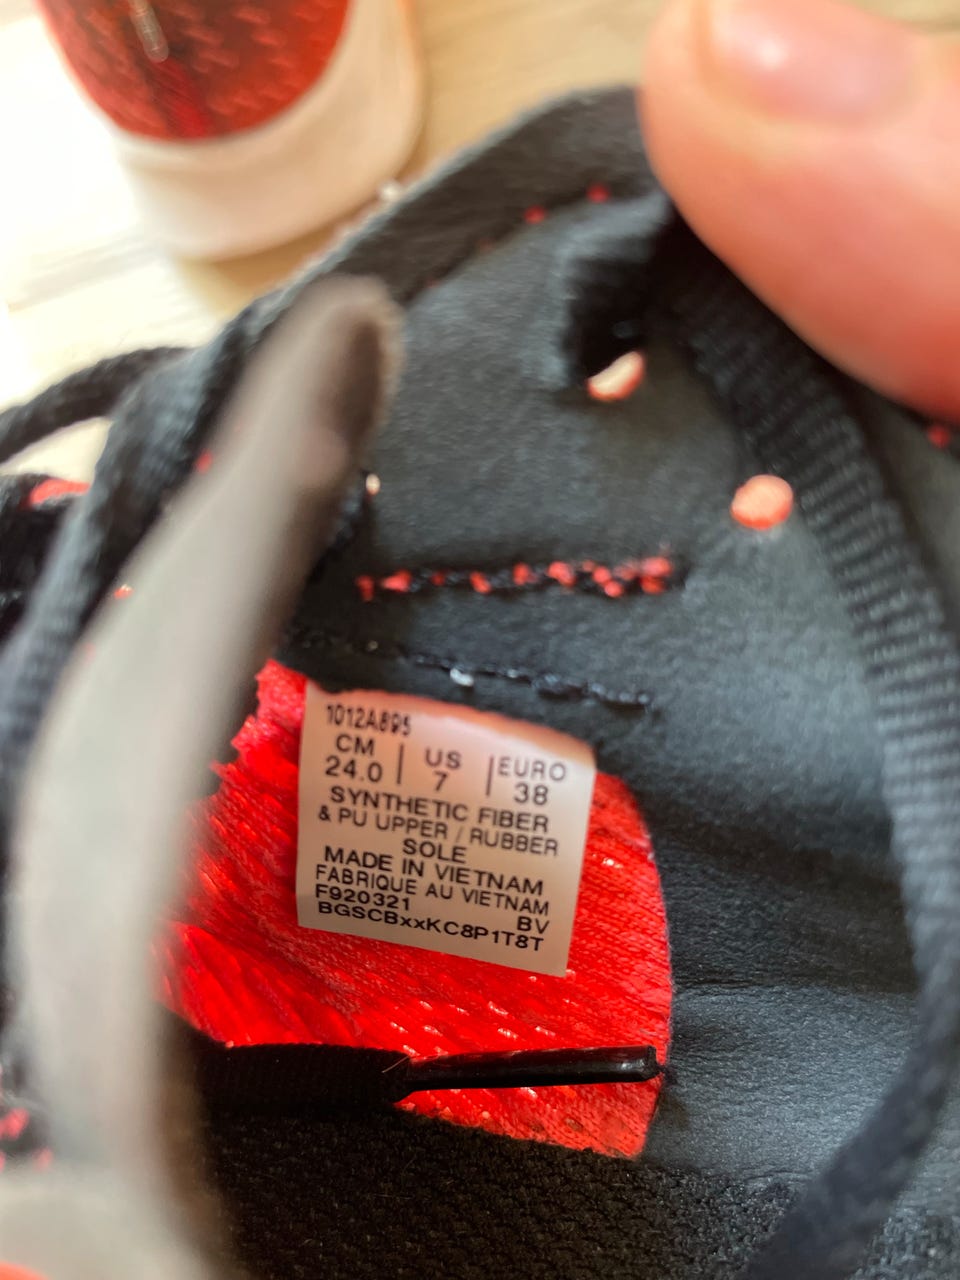 1012A895
CM | US | EURO
24.0 7 38
SYNTHETIC FIBER
& PU UPPER / RUBBER
SOLE
MADE IN VIETNAM
FABRIQUE AU VIETNAM
F920321 BV
BGSCBxxKC8P1T8T